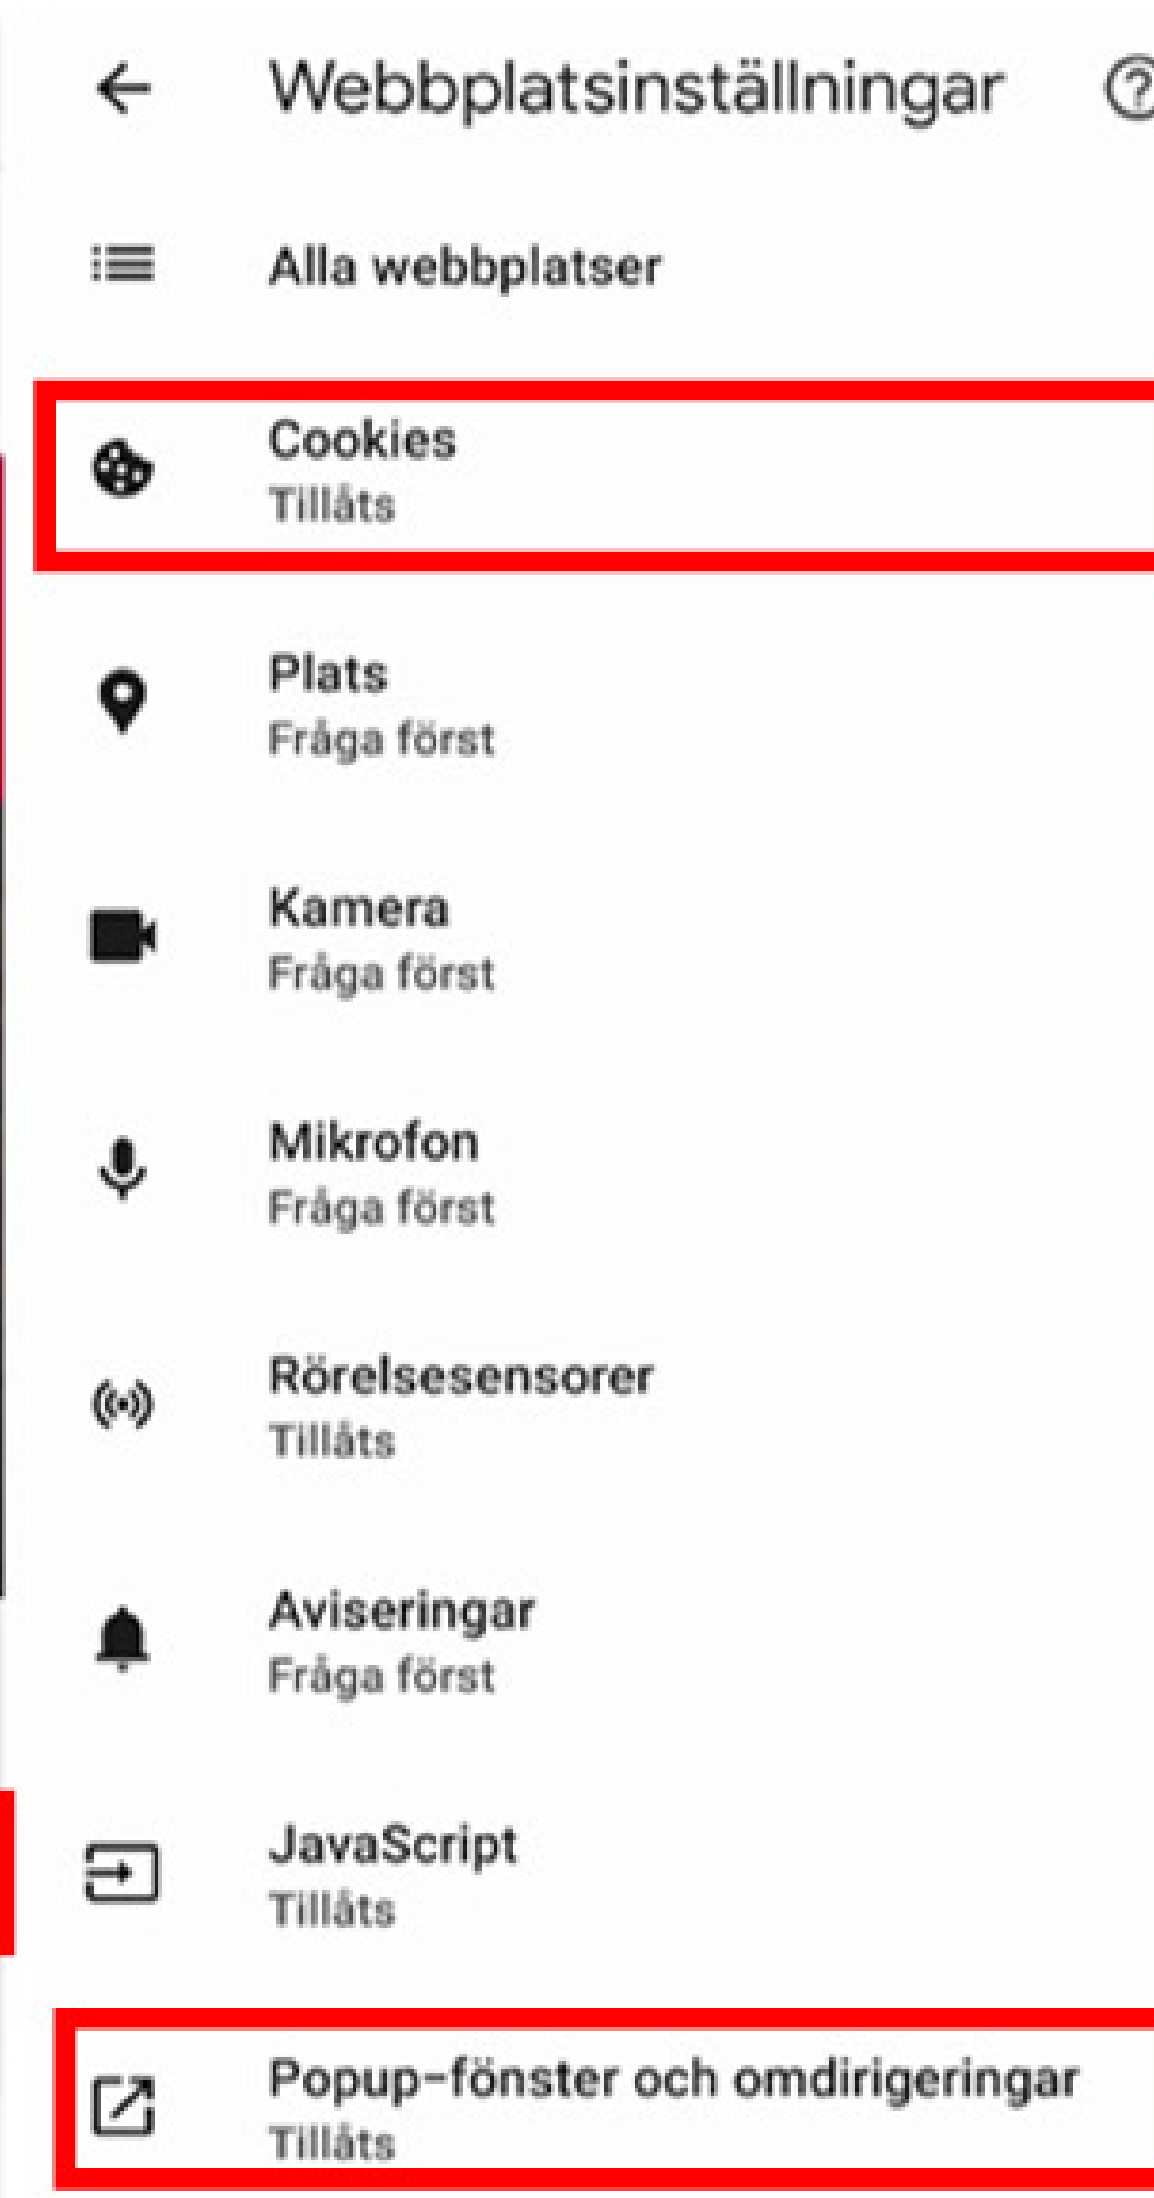 Webbplatsinställningar
Alla webbplatser
Cookies
Tillåts
Plats
Fråga först
Kamera
Fråga först
Mikrofon
Fråga först
Rörelsesensorer
Tillåts
Aviseringar
Fråga först
JavaScript
Tillåts
Popup-fönster och omdirigeringar
Tillåts